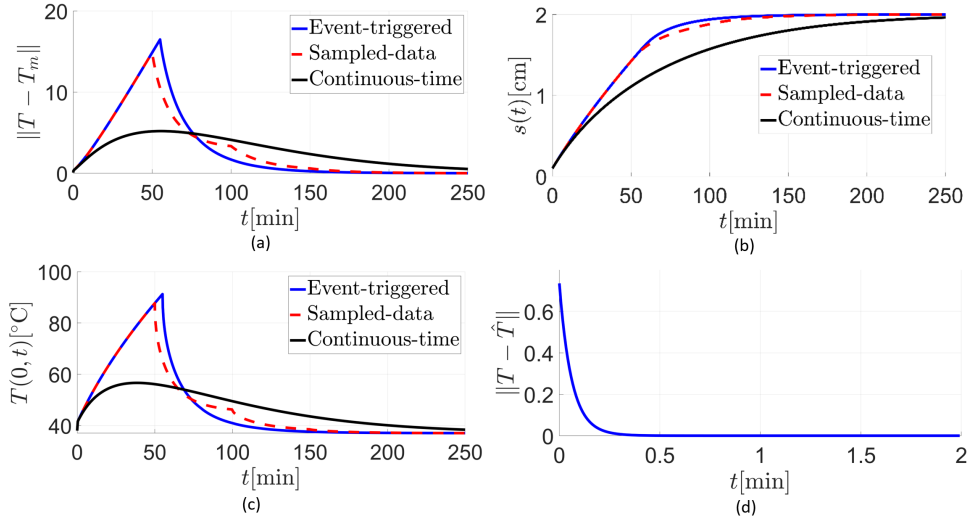 ‖T − Tₘ‖
20
10
0
0
50
100
150
200
250
Event-triggered
Sampled-data
Continuous-time
t[min]
(a)
s(t)[cm]
2
1
0
0
50
100
150
200
250
Event-triggered
Sampled-data
Continuous-time
t[min]
(b)
T(0, t)[°C]
100
80
60
40
0
50
100
150
200
250
Event-triggered
Sampled-data
Continuous-time
t[min]
(c)
‖T − T̂‖
0.6
0.4
0.2
0
0
0.5
1
1.5
2
t[min]
(d)